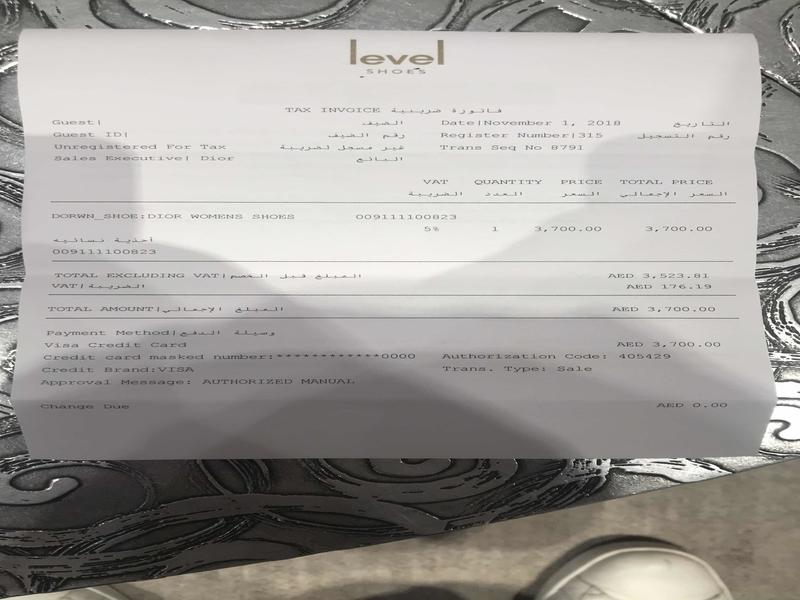 level
SHOES
TAX INVOICE فاتورة ضريبية
Guest| الضيف Date|November 1, 2018 التاريخ
Guest ID| رقم الضيف Register Number|315 رقم التسجيل
Unregistered For Tax غير مسجل لضريبة Trans Seq No 8791
Sales Executive| Dior البائع
VAT QUANTITY PRICE TOTAL PRICE
الضريبة العدد السعر السعر الإجمالي
DORWN_SHOE:DIOR WOMENS SHOES 009111100823
5% 1 3,700.00 3,700.00
أحذية نسائيه
009111100823
TOTAL EXCLUDING VAT|المبلغ قبل الخصم AED 3,523.81
VAT|الضريبة AED 176.19
TOTAL AMOUNT|المبلغ الإجمالي AED 3,700.00
Payment Method|وسيلة الدفع
Visa Credit Card AED 3,700.00
Credit card masked number:************0000 Authorization Code: 405429
Credit Brand:VISA Trans. Type: Sale
Approval Message: AUTHORIZED MANUAL
Change Due AED 0.00